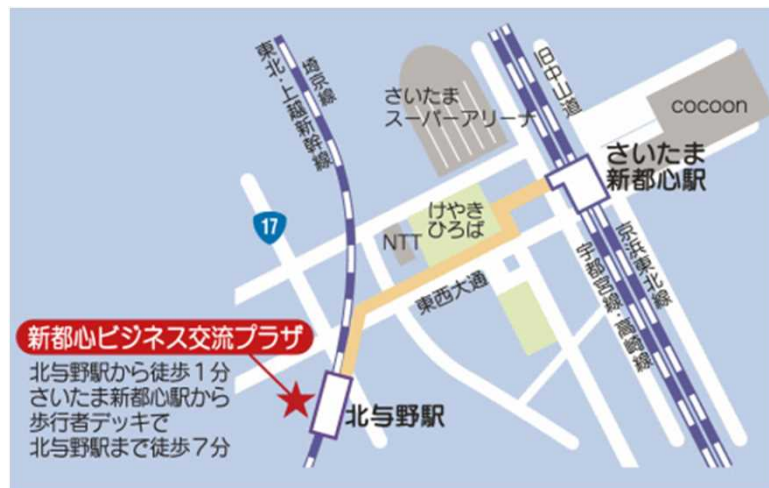 埼京線
東北・上越新幹線
さいたま
スーパーアリーナ
旧中山道
cocoon
さいたま
新都心駅
けやき
ひろば
NTT
17
東西大通
京浜東北線
宇都宮線・高崎線
新都心ビジネス交流プラザ
北与野駅から徒歩1分
さいたま新都心駅から
歩行者デッキで
北与野駅まで徒歩7分
北与野駅